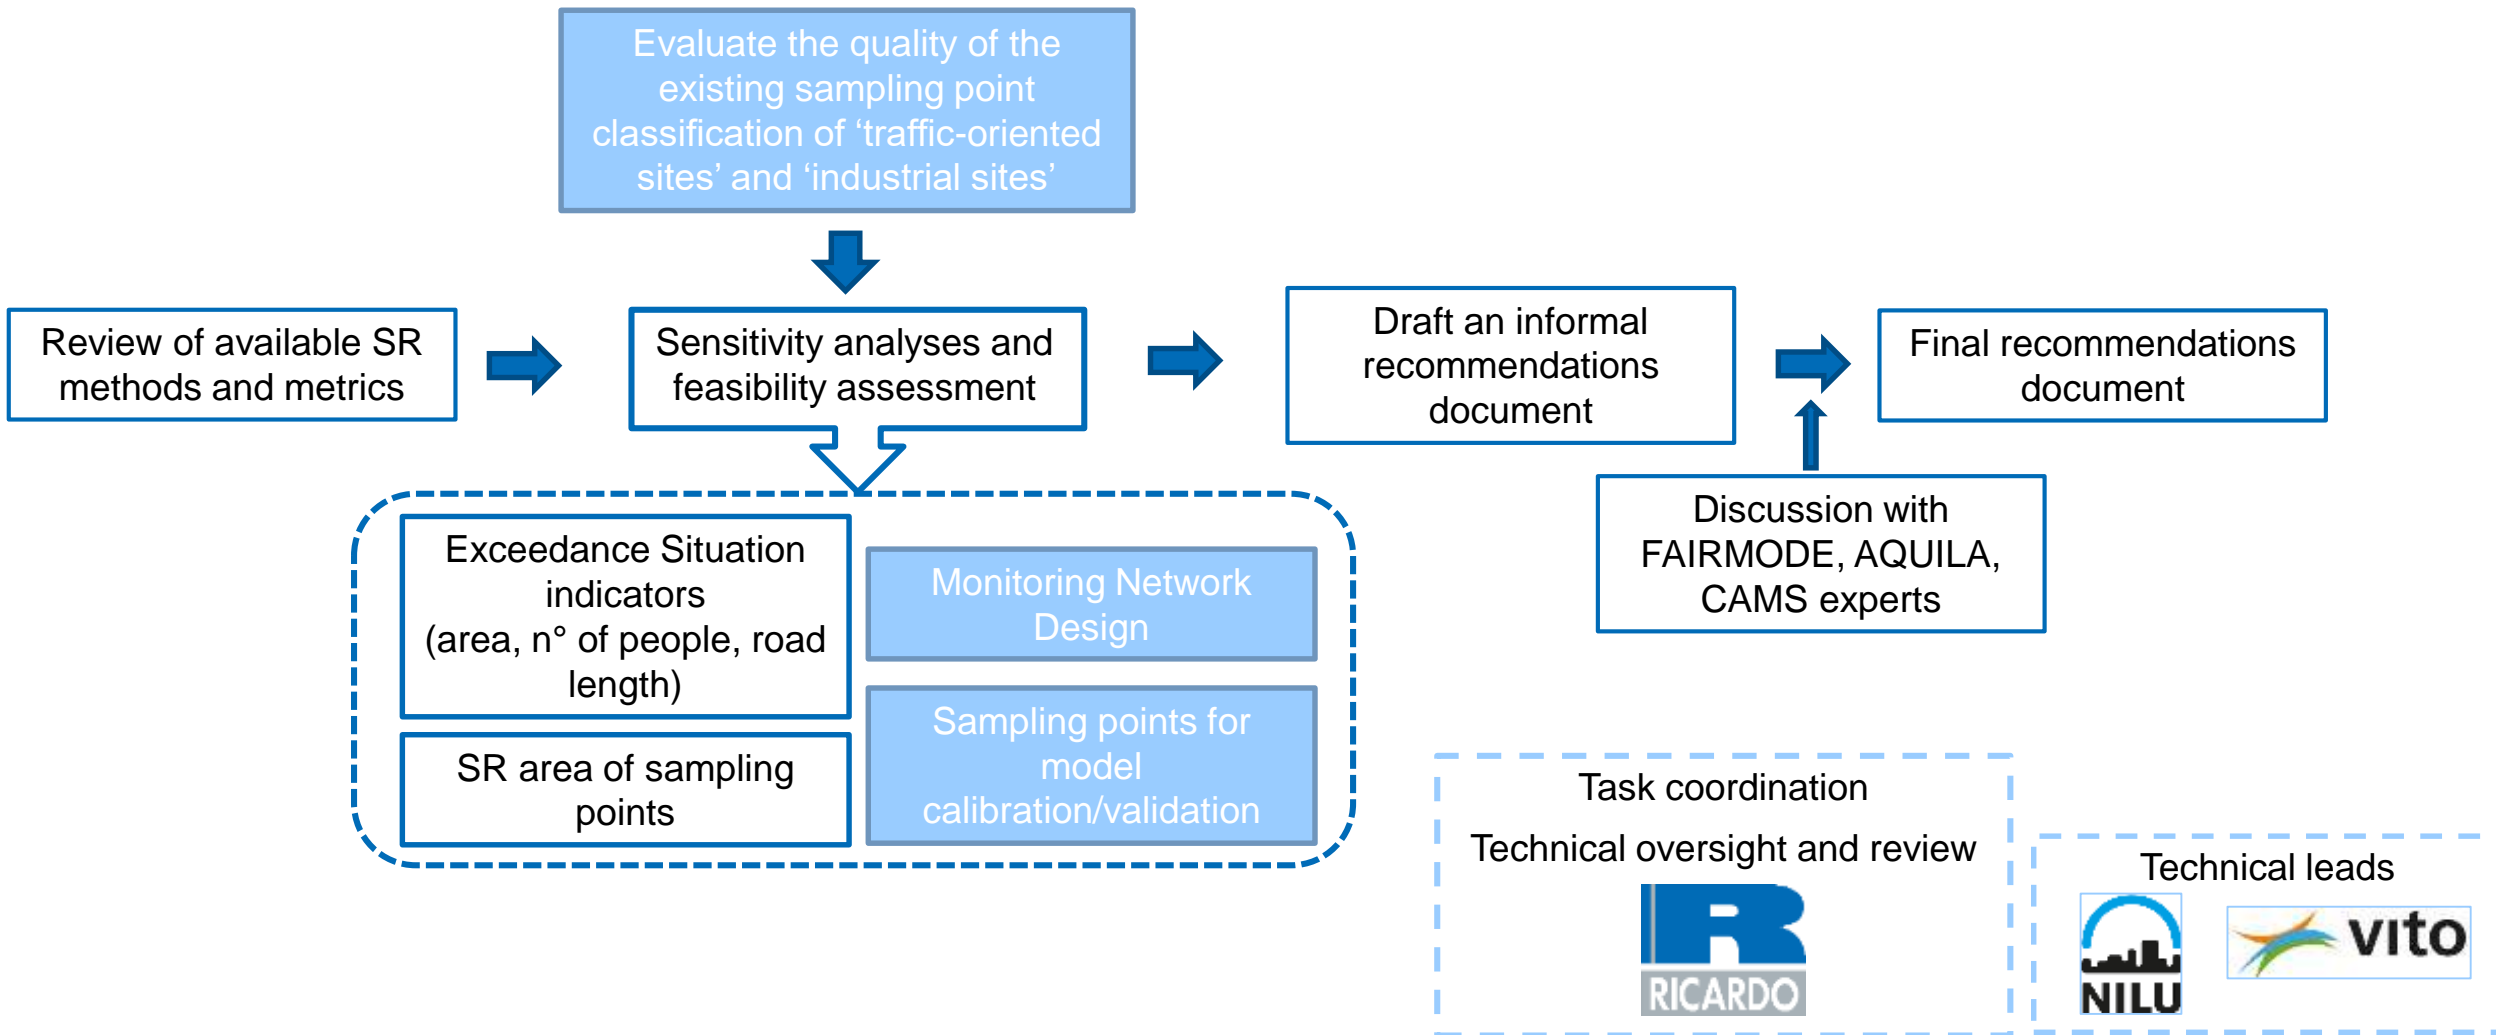 Evaluate the quality of the
existing sampling point
classification of ‘traffic-oriented
sites’ and ‘industrial sites’
Review of available SR
methods and metrics
Sensitivity analyses and
feasibility assessment
Draft an informal
recommendations
document
Final recommendations
document
Discussion with
FAIRMODE, AQUILA,
CAMS experts
Exceedance Situation
indicators
(area, n° of people, road
length)
SR area of sampling
points
Monitoring Network
Design
Sampling points for
model
calibration/validation
Task coordination
Technical oversight and review
R
RICARDO
Technical leads
NILU
vito